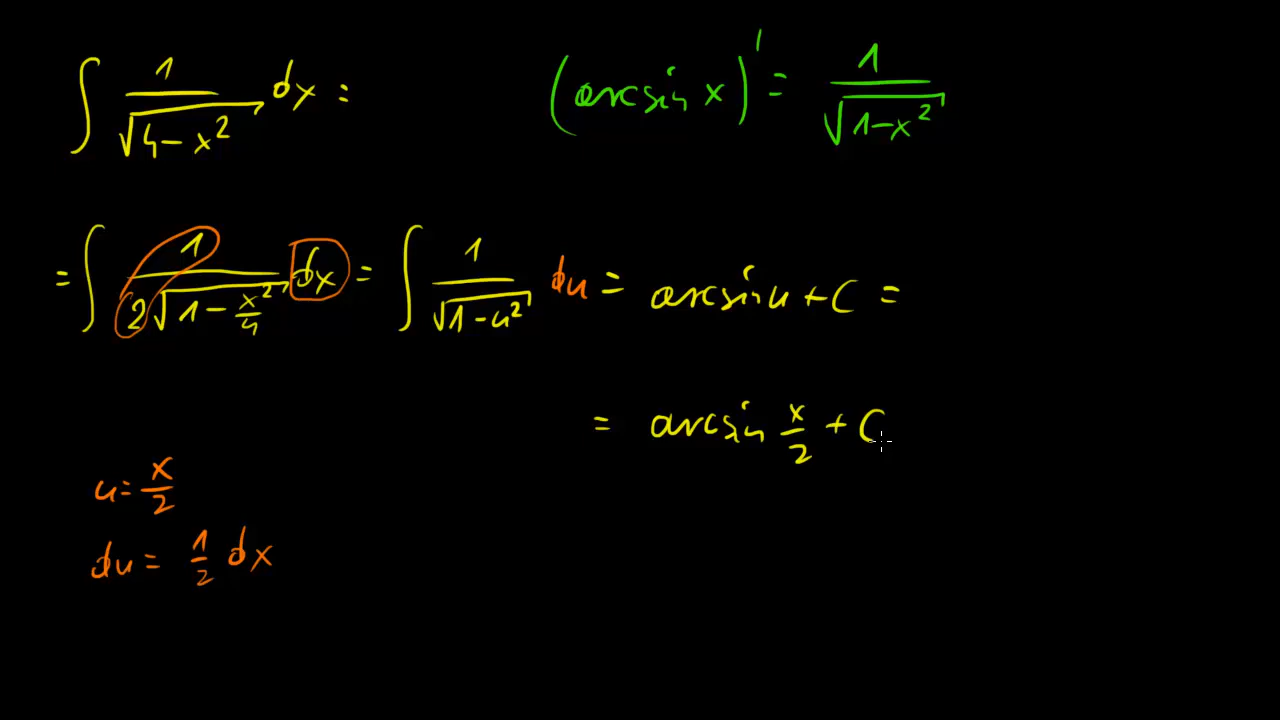 ∫ 1/√(4−x²) dx =
(arcsin x)' = 1/√(1−x²)
= ∫ 1/(2√(1−x²/4)) dx = ∫ 1/√(1−u²) du = arcsin u + C =
= arcsin x/2 + C
u = x/2
du = 1/2 dx